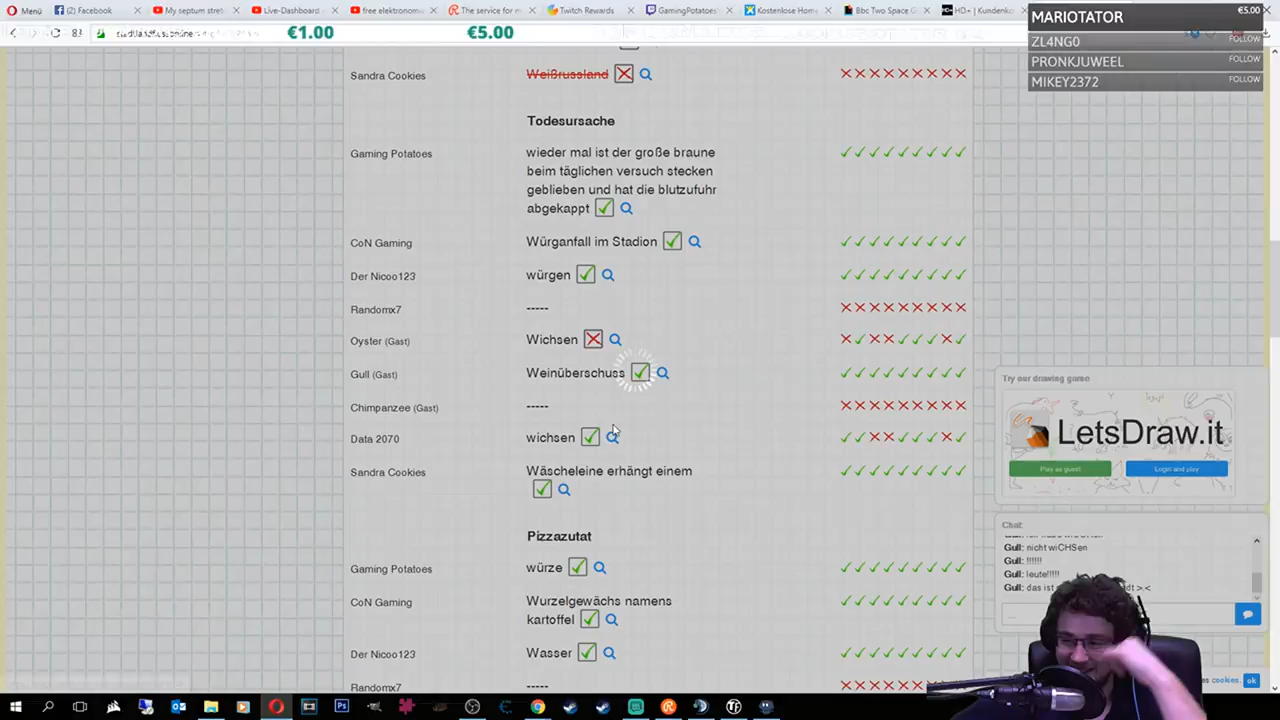 Menü
(2) Facebook
My septum stret
Live-Dashboard
free elektronomia
The service for m
Twitch Rewards
GamingPotatoes
Kostenlose Home
Bbc Two Space G
HD+ | Kundenko
€1.00
€5.00
MARIOTATOR €5.00
ZL4NG0 FOLLOW
PRONKJUWEEL FOLLOW
MIKEY2372 FOLLOW
Sandra Cookies Weißrussland
Todesursache
Gaming Potatoes wieder mal ist der große braune
beim täglichen versuch stecken
geblieben und hat die blutzufuhr
abgekappt
CoN Gaming Würganfall im Stadion
Der Nicoo123 würgen
Randomx7 -----
Oyster (Gast) Wichsen
Gull (Gast) Weinüberschuss
Chimpanzee (Gast) -----
Data 2070 wichsen
Sandra Cookies Wäscheleine erhängt einem
Pizzazutat
Gaming Potatoes würze
CoN Gaming Wurzelgewächs namens
kartoffel
Der Nicoo123 Wasser
Randomx7 -----
Try our drawing game
LetsDraw.it
Play as guest
Login and play
Chat:
Gull: nicht wiCHSen
Gull: !!!!!!
Gull: leute!!!!!
Gull: das ist
cookies. ok